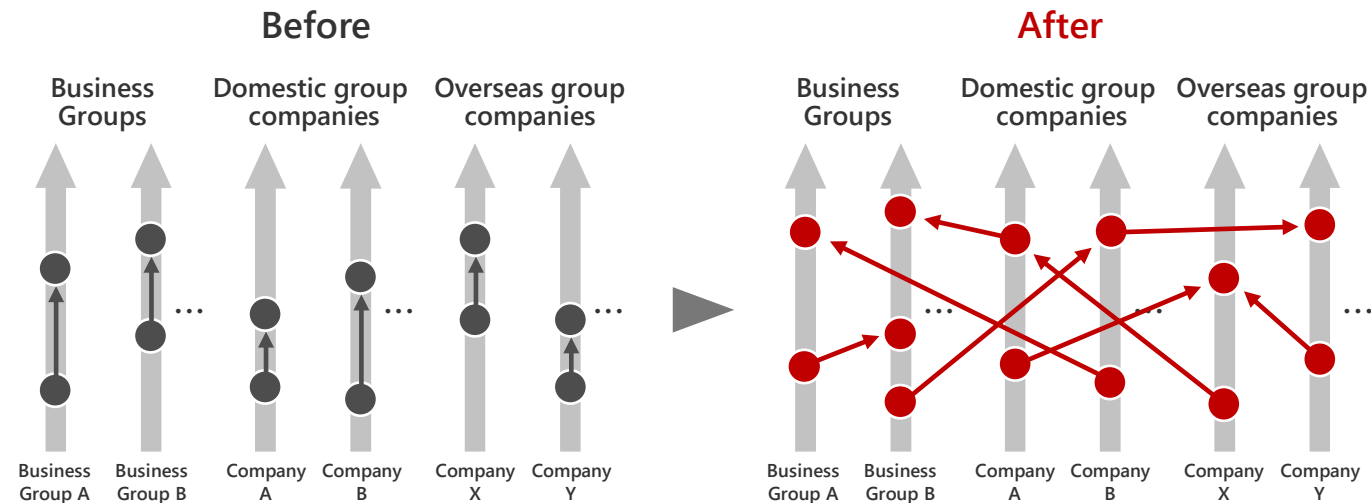 Before
Business
Groups
Domestic group
companies
Overseas group
companies
...
...
...
Business
Group A
Business
Group B
Company
A
Company
B
Company
X
Company
Y
After
Business
Groups
Domestic group
companies
Overseas group
companies
...
...
...
Business
Group A
Business
Group B
Company
A
Company
B
Company
X
Company
Y